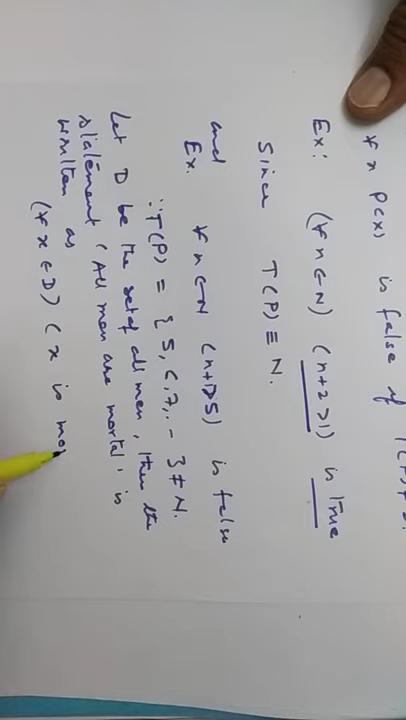 ∀ x P(x) is false if
Ex: (∀ n ∈ N) (n+2>1) is true
Since T(P) ≡ N.
and
Ex. ∀ n ∈ N (n+1>5) is false
∵ T(P) = {5, 6, 7, .. - } ≠ N.
Let D be the set of all men, then the
statement 'All men are mortal' is
written as
(∀ x ∈ D) (x is mo